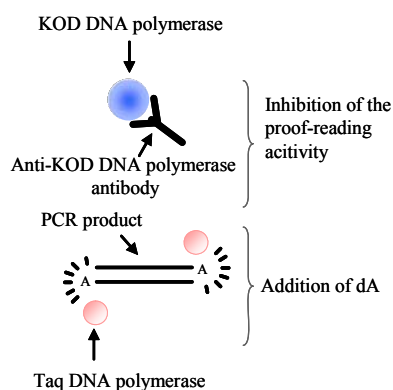 KOD DNA polymerase
Inhibition of the
proof-reading
acitivity
Anti-KOD DNA polymerase
antibody
PCR product
A
A
Addition of dA
Taq DNA polymerase